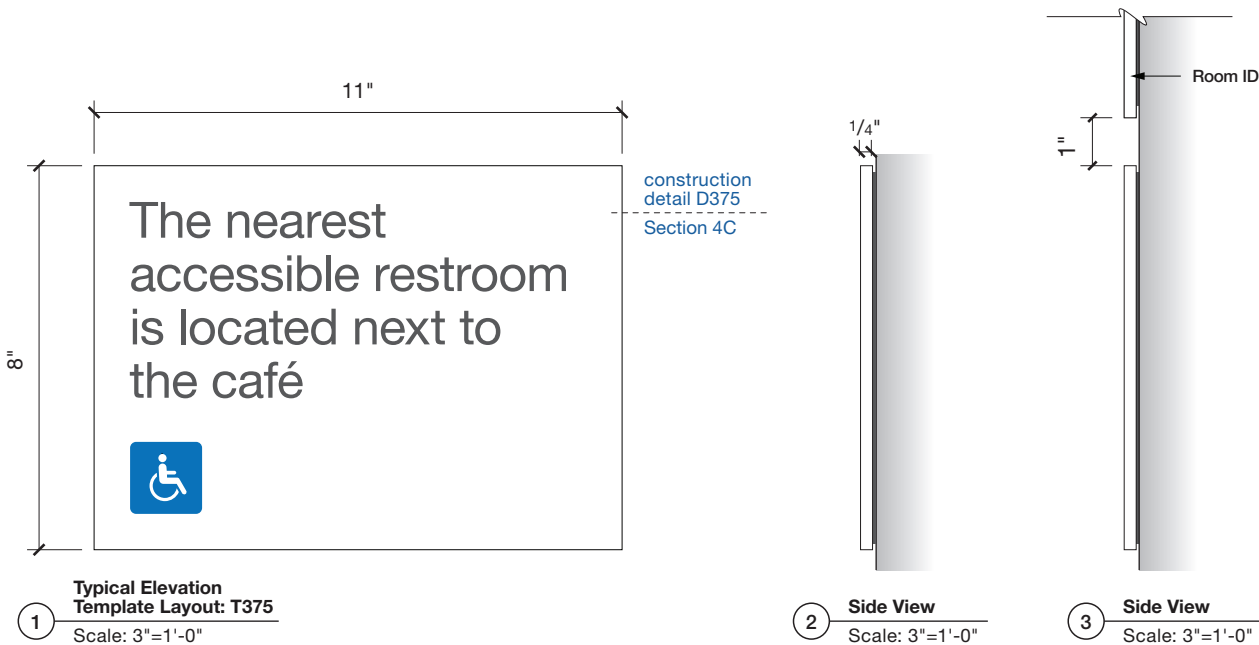 11"
8"
The nearest
accessible restroom
is located next to
the café
construction
detail D375
Section 4C
1/4"
Room ID
1"
1
Typical Elevation
Template Layout: T375
Scale: 3"=1'-0"
2
Side View
Scale: 3"=1'-0"
3
Side View
Scale: 3"=1'-0"